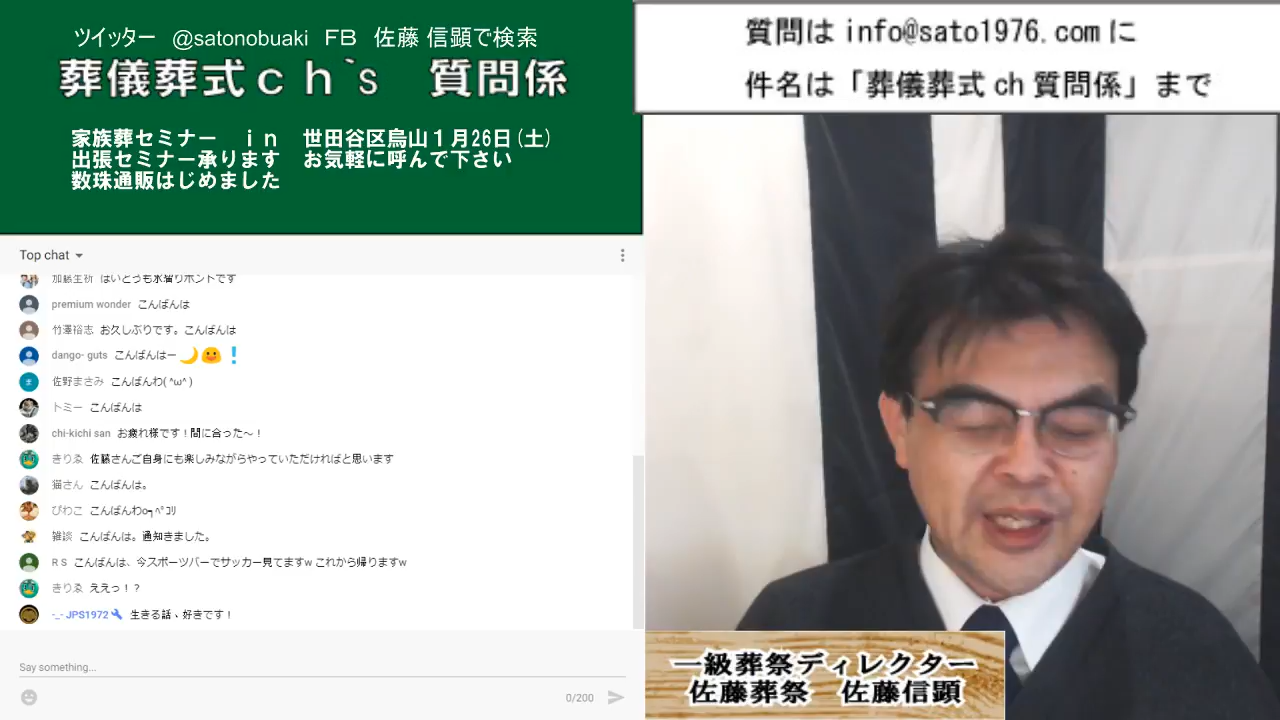 ツイッター　@satonobuaki　ＦＢ　佐藤 信顕で検索
葬儀葬式ｃｈ`s　質問係
家族葬セミナー　ｉｎ　世田谷区烏山１月26日(土)
出張セミナー承ります　お気軽に呼んで下さい
数珠通販はじめました
質問は info@sato1976.com に
件名は「葬儀葬式 ch 質問係」まで
Top chat
premium wonder こんばんは
竹澤裕志 お久しぶりです。こんばんは
dango- guts こんばんはー🌙😀❕
ま 佐野まさみ こんばんわ( ^ω^ )
トミー こんばんは
chi-kichi san お疲れ様です！間に合った～！
きりゑ 佐藤さんご自身にも楽しみながらやっていただければと思います
猫さん こんばんは。
びわこ こんばんわo┓ﾍﾟｺﾘ
雑談 こんばんは。通知きました。
R S こんばんは、今スポーツバーでサッカー見てますw これから帰りますw
きりゑ ええっ！？
-_- JPS1972 生きる話、好きです！
Say something...
0/200
一級葬祭ディレクター
佐藤葬祭　佐藤信顕